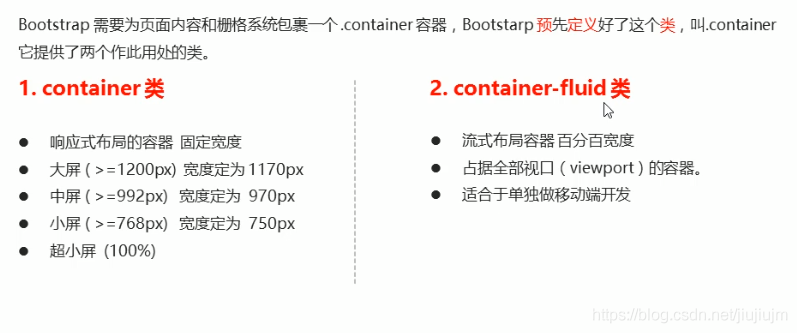 Bootstrap 需要为页面内容和栅格系统包裹一个 .container 容器，Bootstarp 预先定义好了这个类，叫.container
它提供了两个作此用处的类。
1. container 类
● 响应式布局的容器 固定宽度
● 大屏 ( >=1200px) 宽度定为 1170px
● 中屏 ( >=992px) 宽度定为 970px
● 小屏 ( >=768px) 宽度定为 750px
● 超小屏 (100%)
2. container-fluid 类
● 流式布局容器 百分百宽度
● 占据全部视口（viewport）的容器。
● 适合于单独做移动端开发
https://blog.csdn.net/jiujiujm